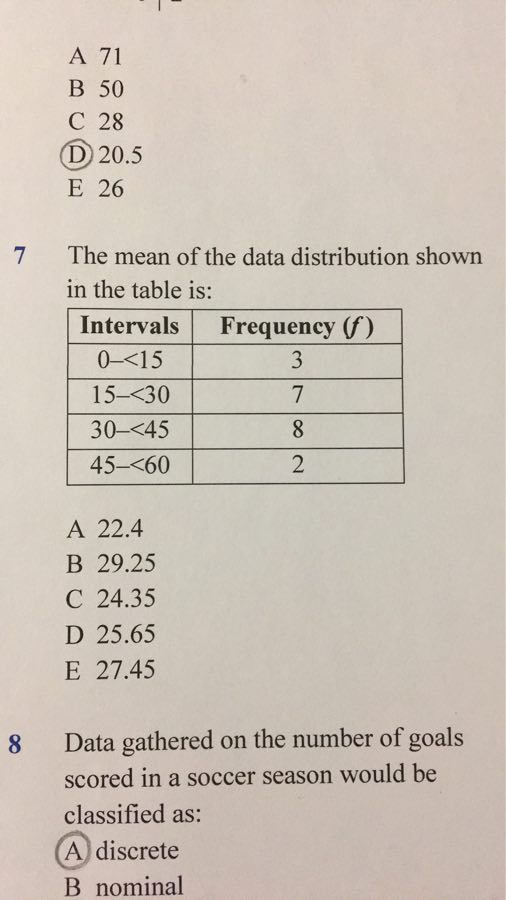 A 71
B 50
C 28
D 20.5
E 26
7 The mean of the data distribution shown
in the table is:
Intervals Frequency (f)
0–<15 3
15–<30 7
30–<45 8
45–<60 2
A 22.4
B 29.25
C 24.35
D 25.65
E 27.45
8 Data gathered on the number of goals
scored in a soccer season would be
classified as:
A discrete
B nominal